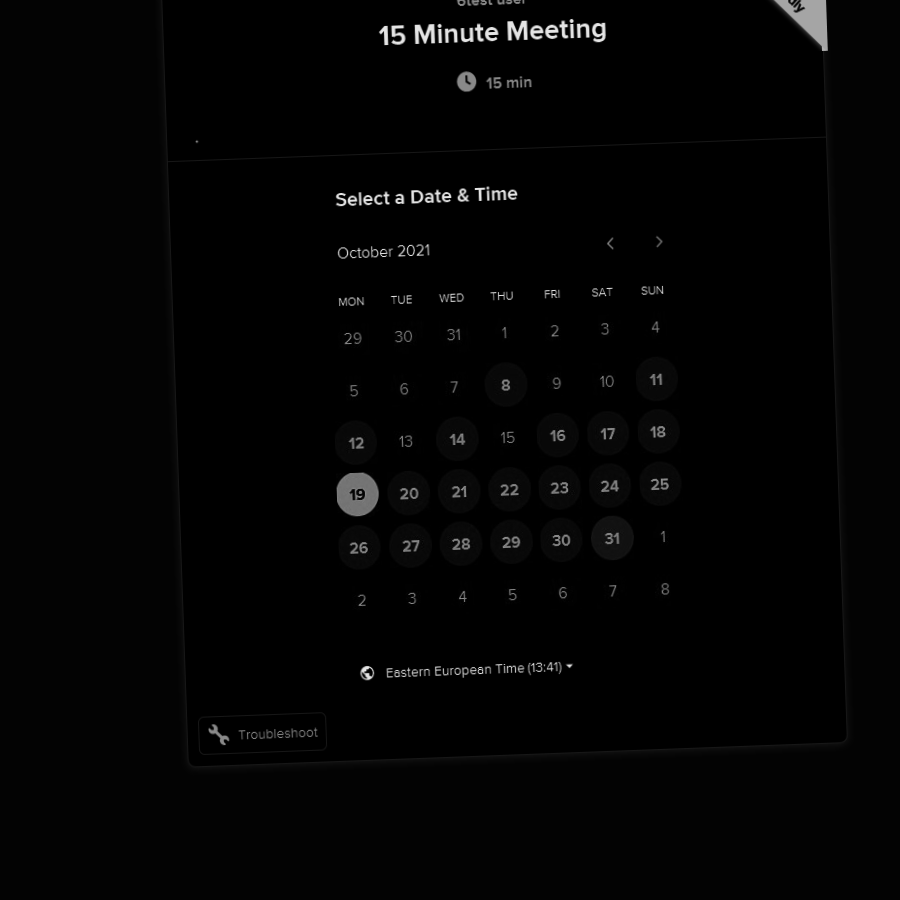 6test user
15 Minute Meeting
15 min
Select a Date & Time
October 2021
MON TUE WED THU FRI SAT SUN
29 30 31 1 2 3 4
5 6 7 8 9 10 11
12 13 14 15 16 17 18
19 20 21 22 23 24 25
26 27 28 29 30 31 1
2 3 4 5 6 7 8
Eastern European Time (13:41)
Troubleshoot